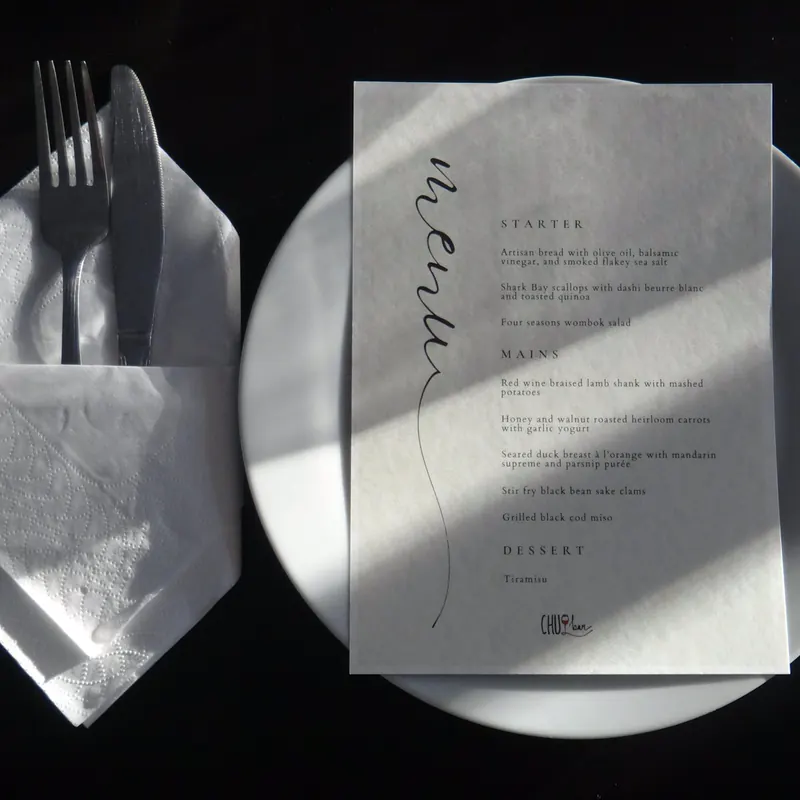 menu
STARTER
Artisan bread with olive oil, balsamic
vinegar, and smoked flakey sea salt
Shark Bay scallops with dashi beurre blanc
and toasted quinoa
Four seasons wombok salad
MAINS
Red wine braised lamb shank with mashed
potatoes
Honey and walnut roasted heirloom carrots
with garlic yogurt
Seared duck breast à l'orange with mandarin
supreme and parsnip purée
Stir fry black bean sake clams
Grilled black cod miso
DESSERT
Tiramisu
CHU